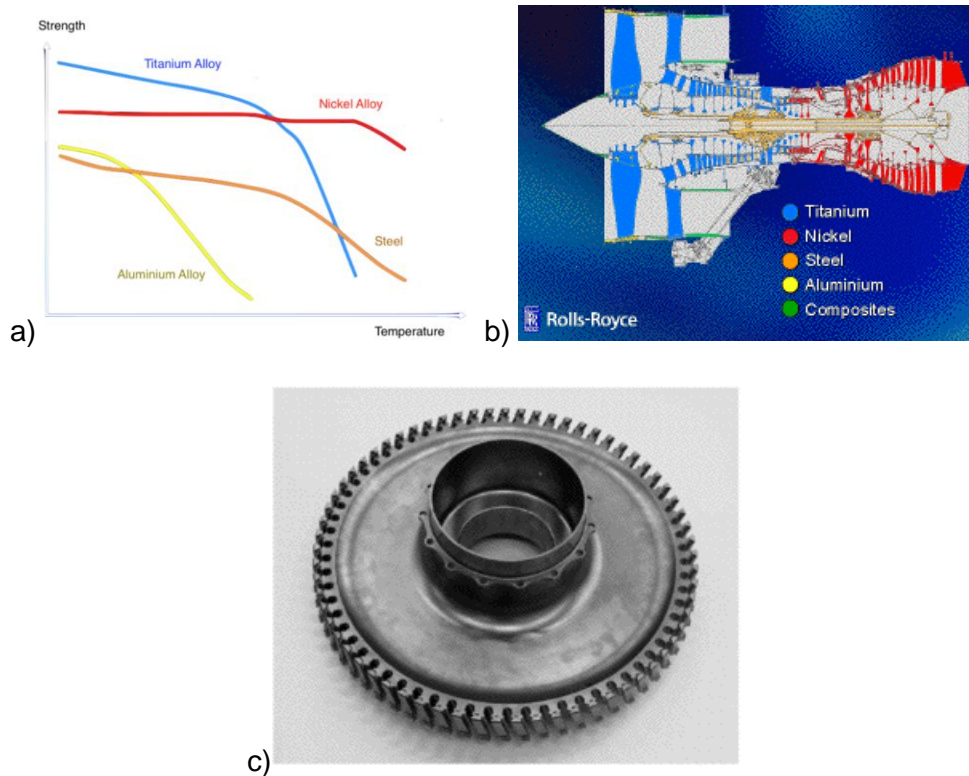 Strength
Titanium Alloy
Nickel Alloy
Steel
Aluminium Alloy
Temperature
a)
Titanium
Nickel
Steel
Aluminium
Composites
Rolls-Royce
b)
c)